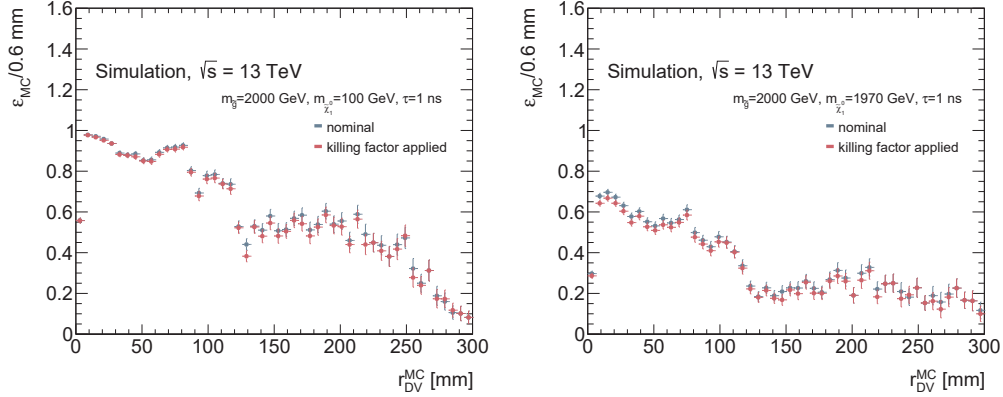 ε_MC/0.6 mm
1.6
1.4
1.2
1
0.8
0.6
0.4
0.2
0
Simulation, √s = 13 TeV
m_g̃=2000 GeV, m_χ̃₁⁰=100 GeV, τ=1 ns
nominal
killing factor applied
0 50 100 150 200 250 300
r_DV^MC [mm]
ε_MC/0.6 mm
1.6
1.4
1.2
1
0.8
0.6
0.4
0.2
0
Simulation, √s = 13 TeV
m_g̃=2000 GeV, m_χ̃₁⁰=1970 GeV, τ=1 ns
nominal
killing factor applied
0 50 100 150 200 250 300
r_DV^MC [mm]